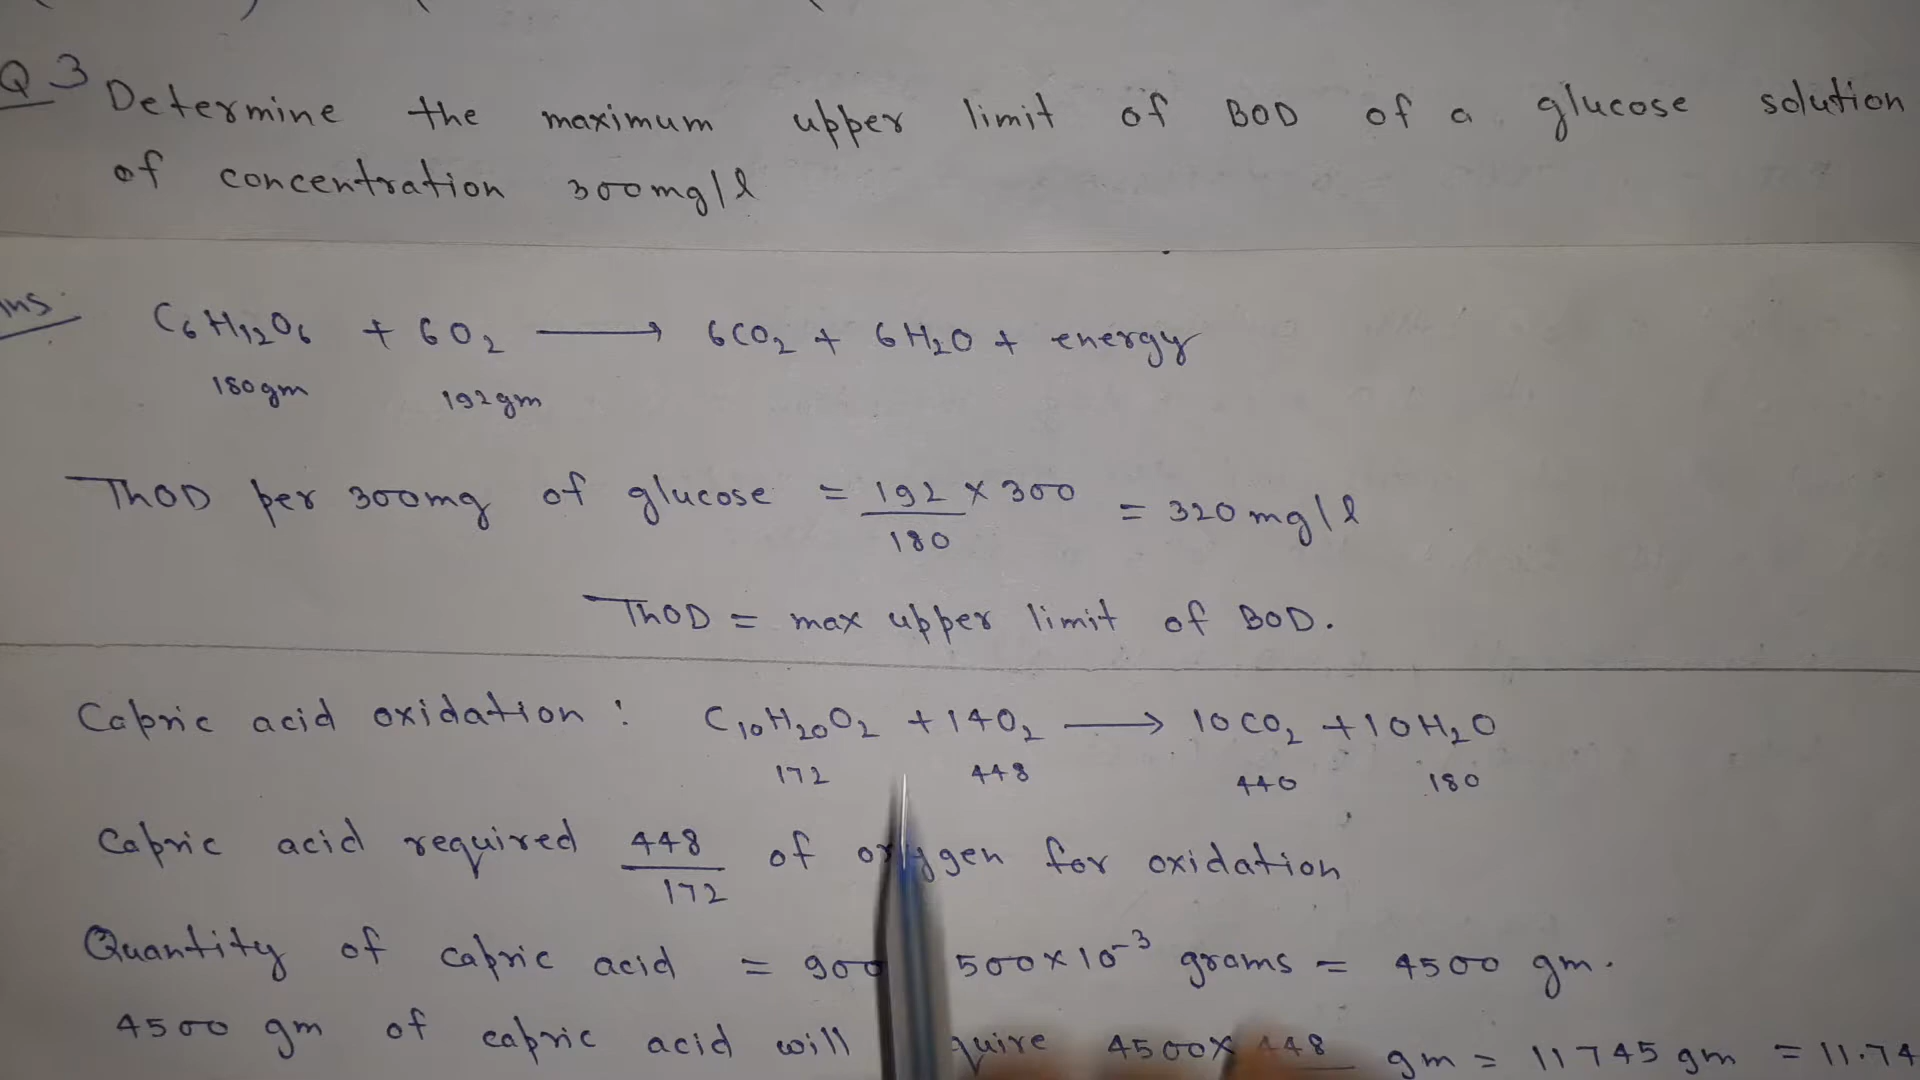 Q3 Determine the maximum upper limit of BOD of a glucose solution
of concentration 300mg/l
Ans. C6H12O6 + 6O2 → 6CO2 + 6H2O + energy
180gm 192gm
ThOD per 300mg of glucose = 192 × 300 / 180 = 320 mg/l
ThOD = max upper limit of BOD.
Capric acid oxidation : C10H20O2 + 14O2 → 10CO2 + 10H2O
172 448 440 180
Capric acid required 448/172 of oxygen for oxidation
Quantity of capric acid = 900 500×10⁻³ grams = 4500 gm.
4500 gm of capric acid will 4500× 448 gm = 11745 gm = 11.74